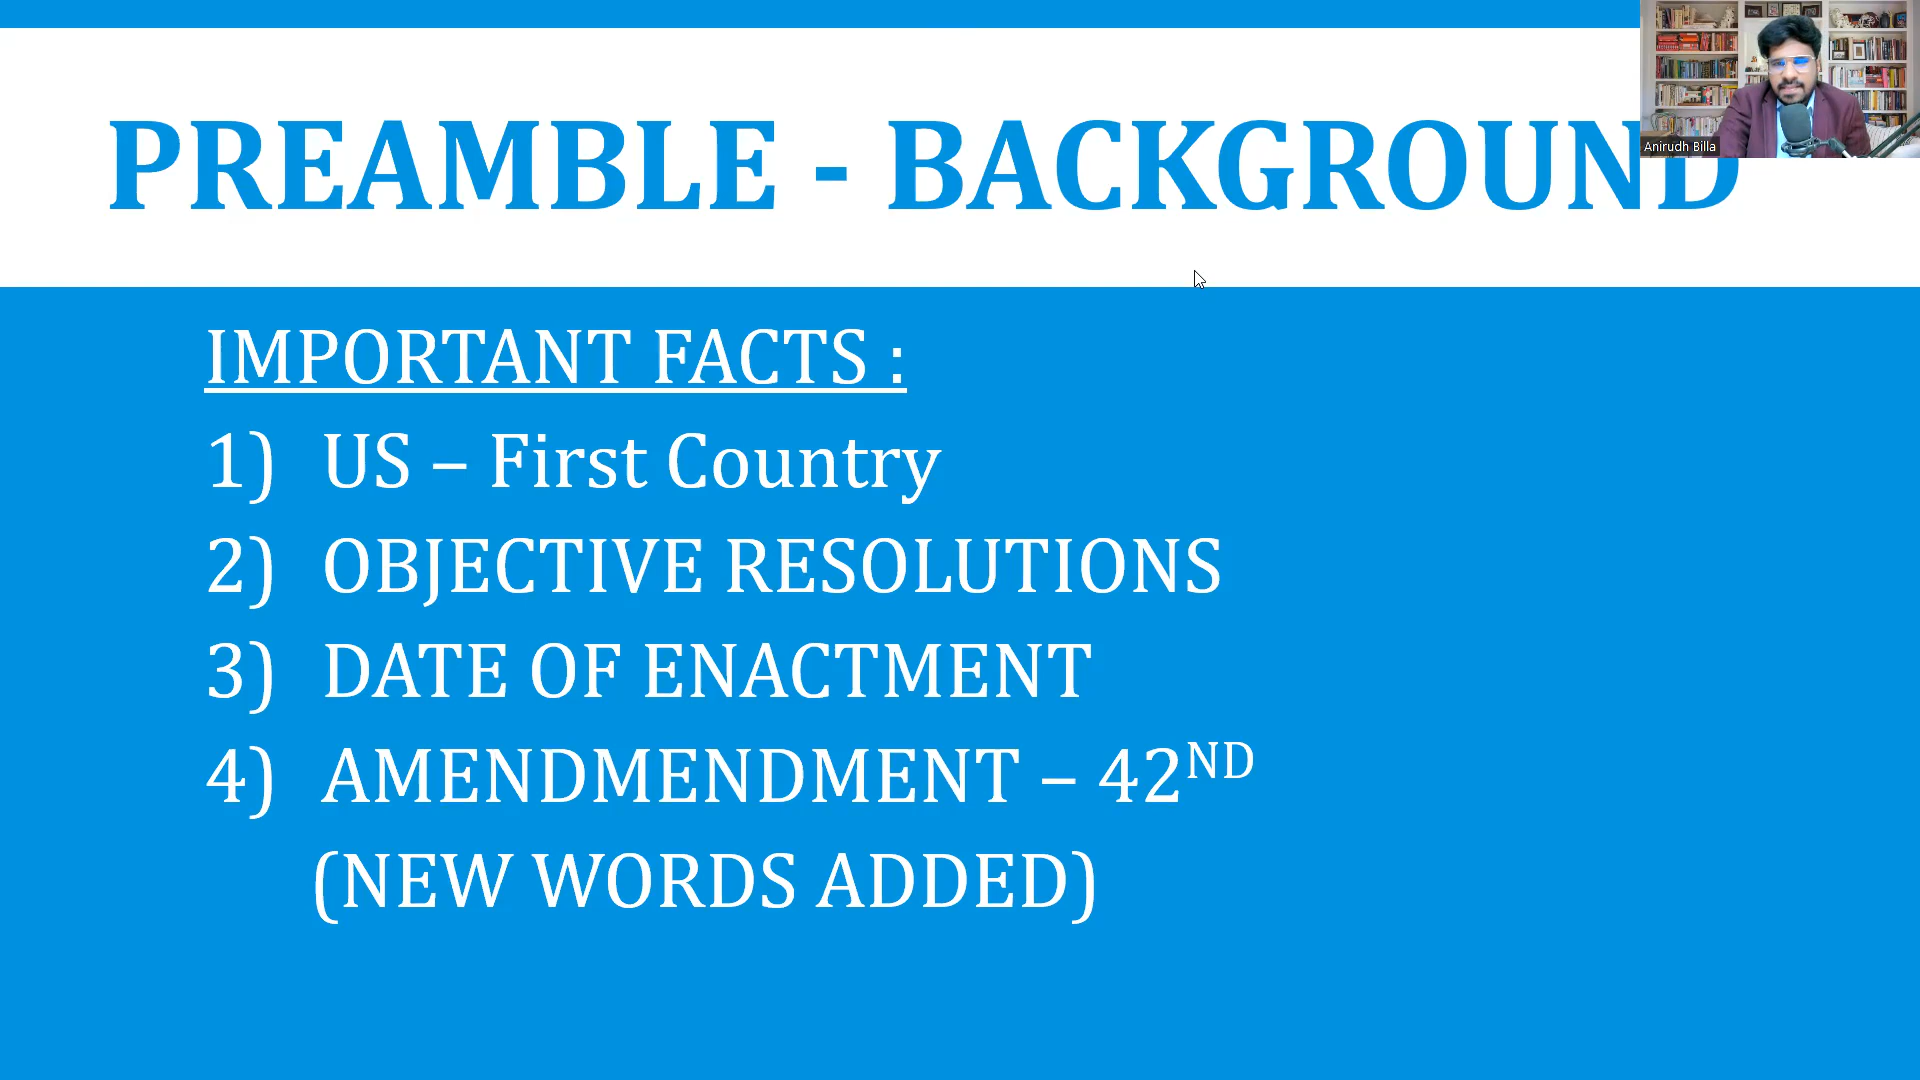 PREAMBLE - BACKGROUND
Anirudh Billa
IMPORTANT FACTS :
1) US – First Country
2) OBJECTIVE RESOLUTIONS
3) DATE OF ENACTMENT
4) AMENDMENDMENT – 42ND
(NEW WORDS ADDED)